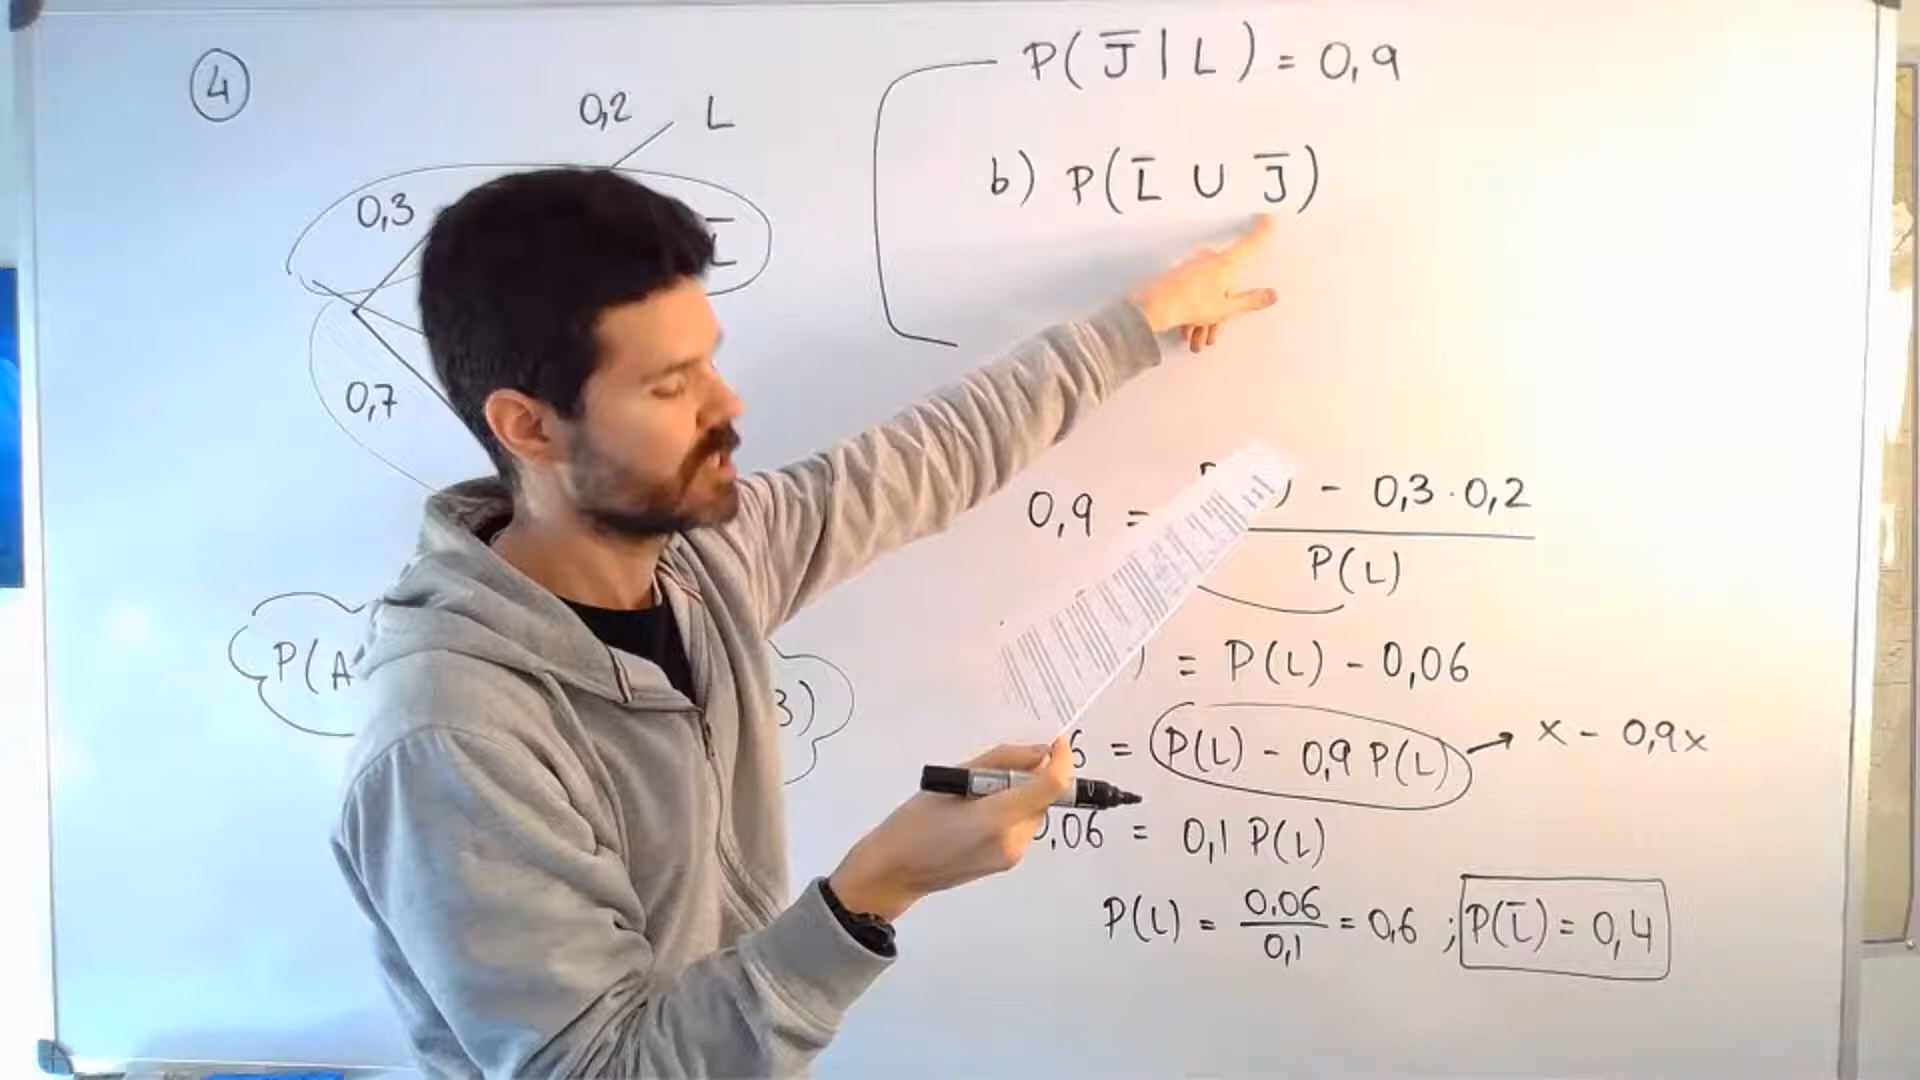 4
0,2 L
0,3
L̄
0,7
P(A
B)
P(J̄ | L) = 0,9
b) P(L̄ ∪ J̄)
0,9 = ) - 0,3 · 0,2
P(L)
) = P(L) - 0,06
6 = P(L) - 0,9 P(L) → x - 0,9x
0,06 = 0,1 P(L)
P(L) = 0,06 / 0,1 = 0,6 ; P(L̄) = 0,4